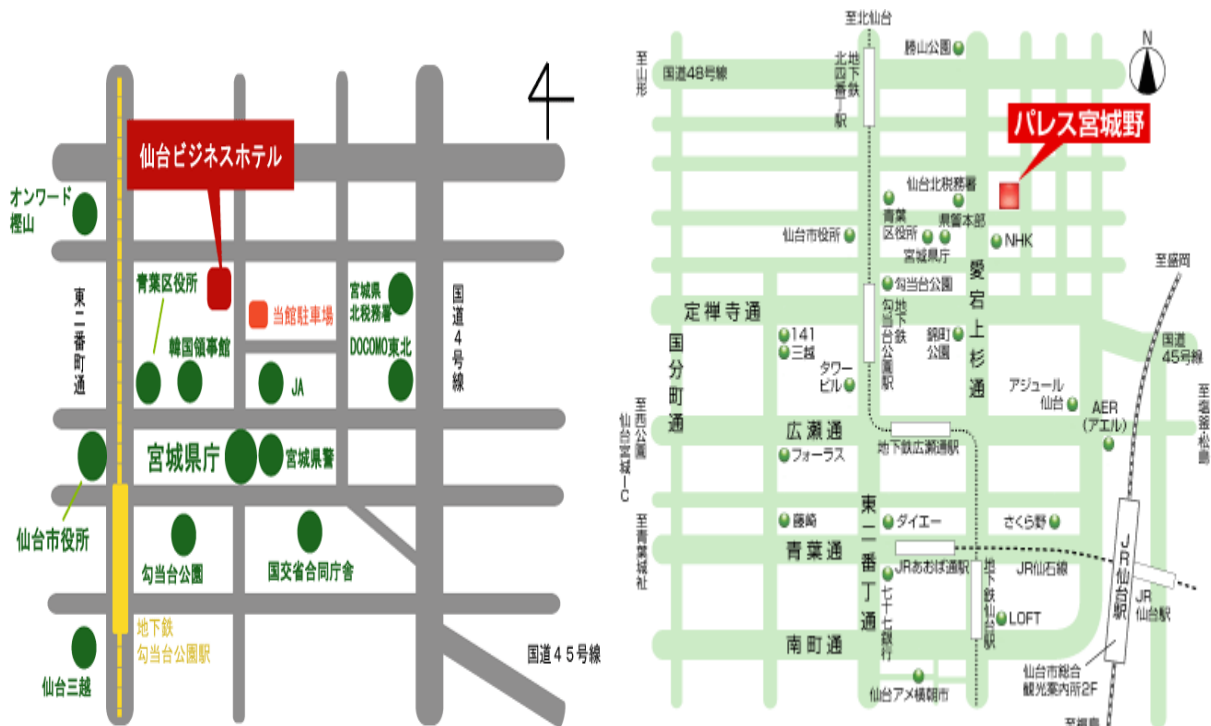 仙台ビジネスホテル
オンワード
樫山
青葉区役所
東二番町通
当館駐車場
宮城県
北税務署
国道4号線
韓国領事館
DOCOMO東北
JA
宮城県庁
宮城県警
仙台市役所
勾当台公園
国交省合同庁舎
地下鉄
勾当台公園駅
仙台三越
国道45号線
至北仙台
勝山公園
N
至山形
国道48号線
地下鉄
北四番丁駅
パレス宮城野
仙台北税務署
青葉
区役所
県警本部
仙台市役所
宮城県庁
NHK
愛宕上杉通
至盛岡
勾当台公園
定禅寺通
地下鉄
勾当台公園駅
錦町
公園
国分町通
141
三越
タワー
ビル
国道
45号線
アジュール
仙台
AER
(アエル)
至塩釜・松島
至西公園
仙台宮城IC
広瀬通
地下鉄広瀬通駅
フォーラス
東二番丁通
藤崎
ダイエー
さくら野
至青葉城社
青葉通
JRあおば通駅
JR仙石線
JR仙台駅
JR
仙台駅
七十七銀行
地下鉄仙台駅
LOFT
南町通
仙台市総合
観光案内所2F
仙台アメ横朝市
至福島